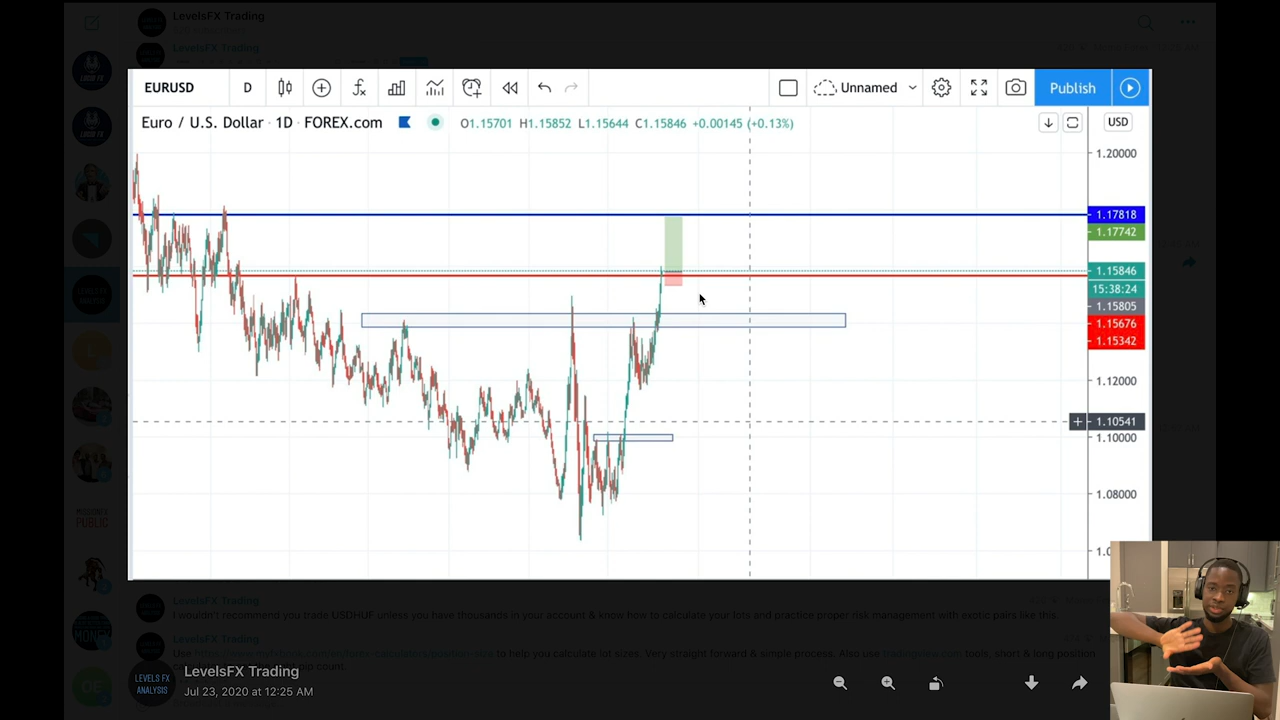 LevelsFX Trading
LevelsFX Trading
EURUSD
D
Unnamed
Publish
Euro / U.S. Dollar · 1D · FOREX.com
O1.15701 H1.15852 L1.15644 C1.15846 +0.00145 (+0.13%)
USD
1.20000
1.17818
1.17742
1.15846
15:38:24
1.15805
1.15676
1.15342
1.12000
1.10541
1.10000
1.08000
LevelsFX Trading
I wouldn't recommend you trade USDHUF unless you have thousands in your account & know how to calculate your lots and practice proper risk management with exotic pairs like this
LevelsFX Trading
to help you calculate lot sizes. Very straight forward & simple process. Also use tradingview.com tools, short & long position
pip count.
LEVELS FX
ANALYSIS
LevelsFX Trading
Jul 23, 2020 at 12:25 AM
PUBLIC